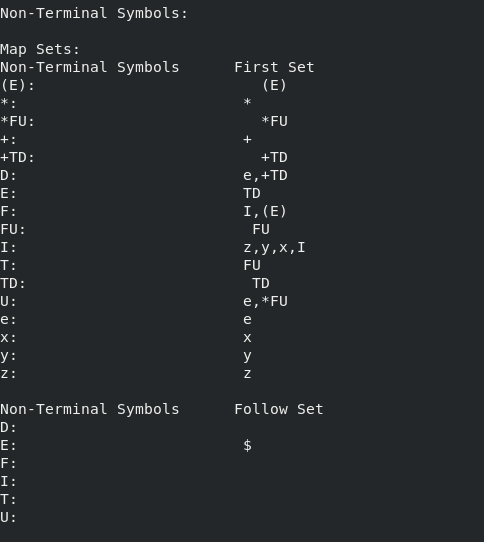 Non-Terminal Symbols:
Map Sets:
Non-Terminal Symbols      First Set
(E):                         (E)
*:                         *
*FU:                         *FU
+:                         +
+TD:                         +TD
D:                         e,+TD
E:                         TD
F:                         I,(E)
FU:                         FU
I:                         z,y,x,I
T:                         FU
TD:                         TD
U:                         e,*FU
e:                         e
x:                         x
y:                         y
z:                         z
Non-Terminal Symbols      Follow Set
D:
E:                         $
F:
I:
T:
U: